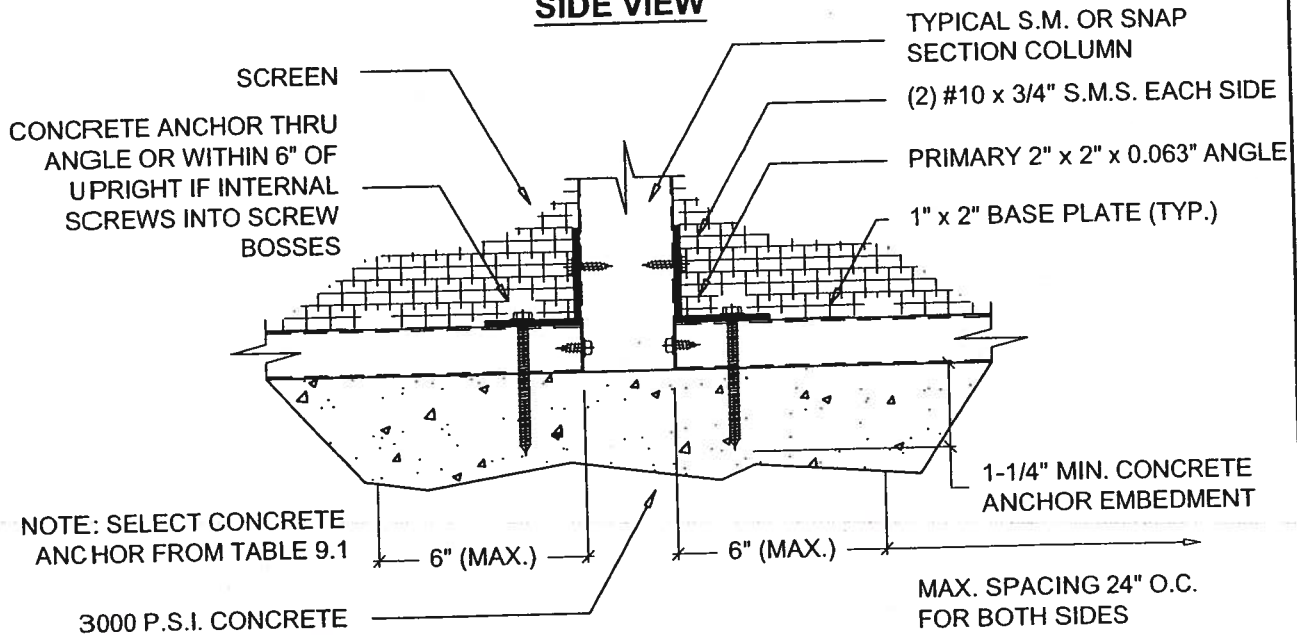 SIDE VIEW
TYPICAL S.M. OR SNAP
SECTION COLUMN
SCREEN
(2) #10 x 3/4" S.M.S. EACH SIDE
CONCRETE ANCHOR THRU
ANGLE OR WITHIN 6" OF
UPRIGHT IF INTERNAL
SCREWS INTO SCREW
BOSSES
PRIMARY 2" x 2" x 0.063" ANGLE
1" x 2" BASE PLATE (TYP.)
1-1/4" MIN. CONCRETE
ANCHOR EMBEDMENT
NOTE: SELECT CONCRETE
ANCHOR FROM TABLE 9.1
6" (MAX.)
6" (MAX.)
MAX. SPACING 24" O.C.
FOR BOTH SIDES
3000 P.S.I. CONCRETE